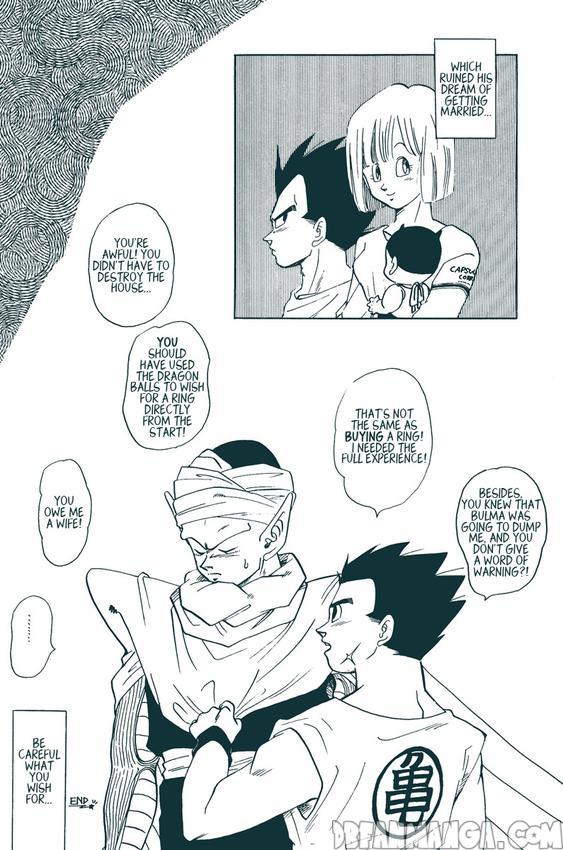 WHICH
RUINED HIS
DREAM OF
GETTING
MARRIED...
CAPSU
CORP
YOU'RE
AWFUL! YOU
DIDN'T HAVE TO
DESTROY THE
HOUSE...
YOU
SHOULD
HAVE USED
THE DRAGON
BALLS TO WISH
FOR A RING
DIRECTLY
FROM THE
START!
THAT'S NOT
THE SAME AS
BUYING A RING!
I NEEDED THE
FULL EXPERIENCE!
BESIDES,
YOU KNEW THAT
BULMA WAS
GOING TO DUMP
ME, AND YOU
DON'T GIVE
A WORD OF
WARNING?!
YOU
OWE ME
A WIFE!
.........
亀
BE
CAREFUL
WHAT
YOU
WISH
FOR...
END
DBFANMANGA.COM